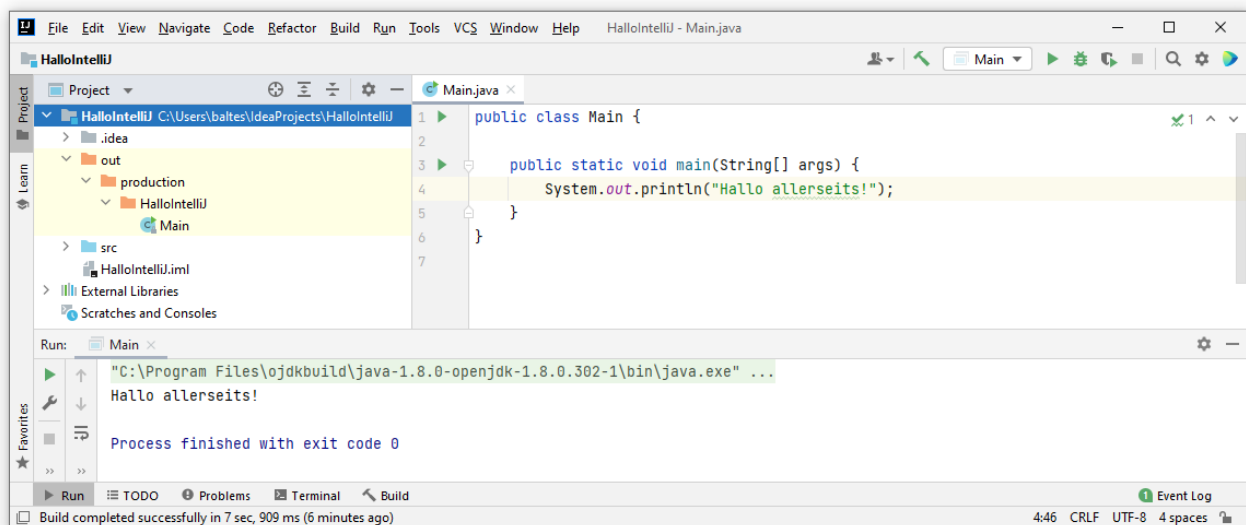 File Edit View Navigate Code Refactor Build Run Tools VCS Window Help HalloIntelliJ - Main.java
HalloIntelliJ
Main
Project
Learn
Favorites
Project
HalloIntelliJ C:\Users\baltes\IdeaProjects\HalloIntelliJ
.idea
out
production
HalloIntelliJ
Main
src
HalloIntelliJ.iml
External Libraries
Scratches and Consoles
Main.java
1 public class Main {
2
3 public static void main(String[] args) {
4 System.out.println("Hallo allerseits!");
5 }
6 }
7
1
Run: Main
"C:\Program Files\ojdkbuild\java-1.8.0-openjdk-1.8.0.302-1\bin\java.exe" ...
Hallo allerseits!
Process finished with exit code 0
Run TODO Problems Terminal Build 1 Event Log
Build completed successfully in 7 sec, 909 ms (6 minutes ago) 4:46 CRLF UTF-8 4 spaces